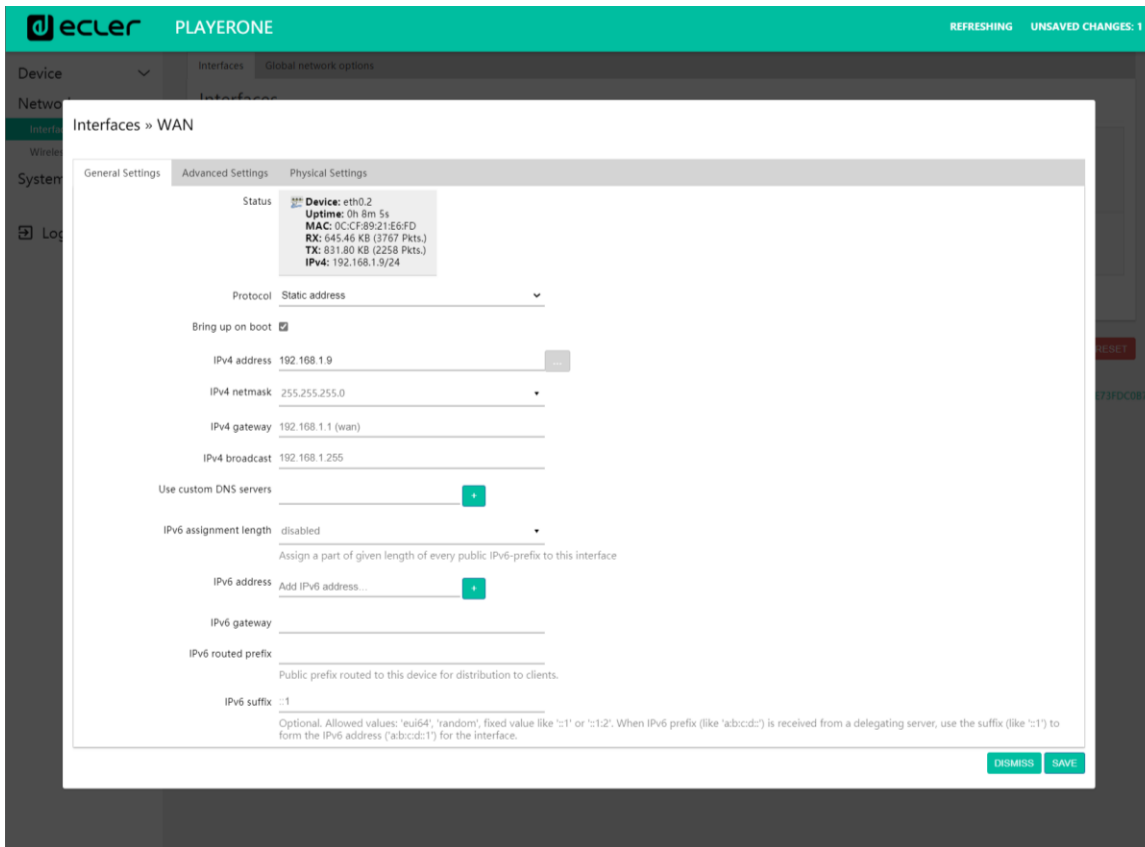 ecler PLAYERONE REFRESHING UNSAVED CHANGES: 1
Device
Interfaces Global network options
Interfaces
Interfaces » WAN
General Settings Advanced Settings Physical Settings
Status
Device: eth0.2
Uptime: 0h 8m 5s
MAC: 0C:CF:89:21:E6:FD
RX: 645.46 KB (3767 Pkts.)
TX: 831.80 KB (2258 Pkts.)
IPv4: 192.168.1.9/24
Protocol Static address
Bring up on boot
IPv4 address 192.168.1.9 ...
RESET
IPv4 netmask 255.255.255.0
IPv4 gateway 192.168.1.1 (wan)
IPv4 broadcast 192.168.1.255
Use custom DNS servers +
IPv6 assignment length disabled
Assign a part of given length of every public IPv6-prefix to this interface
IPv6 address Add IPv6 address... +
IPv6 gateway
IPv6 routed prefix
Public prefix routed to this device for distribution to clients.
IPv6 suffix ::1
Optional. Allowed values: 'eui64', 'random', fixed value like '::1' or '::1:2'. When IPv6 prefix (like 'a:b:c:d::') is received from a delegating server, use the suffix (like '::1') to
form the IPv6 address ('a:b:c:d::1') for the interface.
DISMISS SAVE